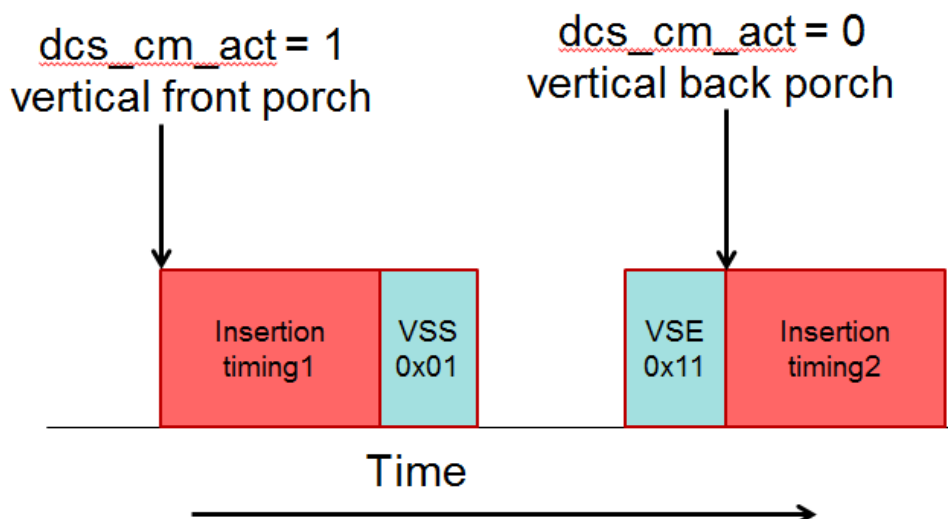 dcs_cm_act = 1
vertical front porch
dcs_cm_act = 0
vertical back porch
Insertion
timing1
VSS
0x01
VSE
0x11
Insertion
timing2
Time